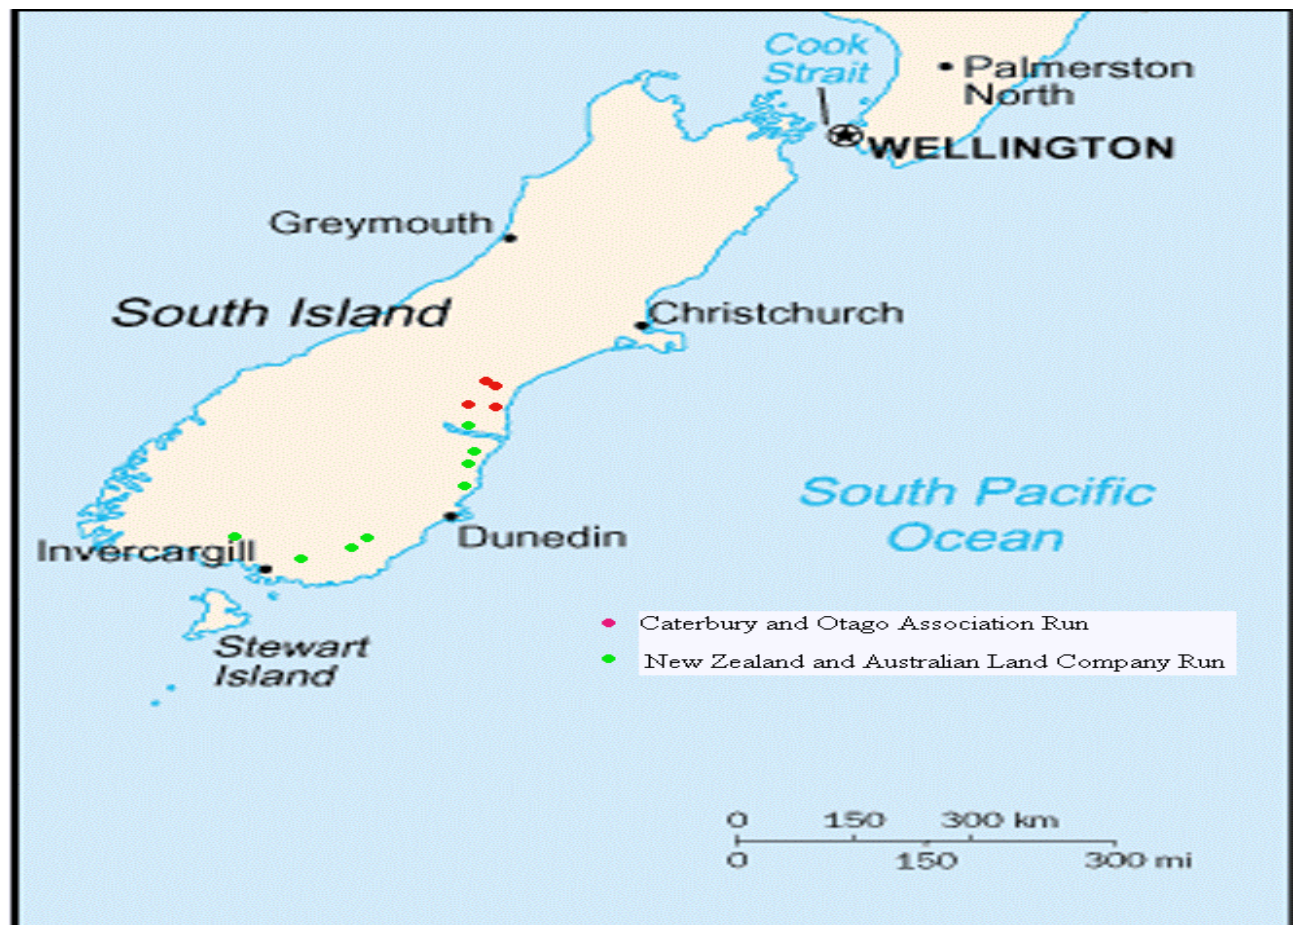 Cook
Strait
Palmerston
North
WELLINGTON
Greymouth
South Island
Christchurch
South Pacific
Ocean
Dunedin
Invercargill
Stewart
Island
Caterbury and Otago Association Run
New Zealand and Australian Land Company Run
0 150 300 km
0 150 300 mi